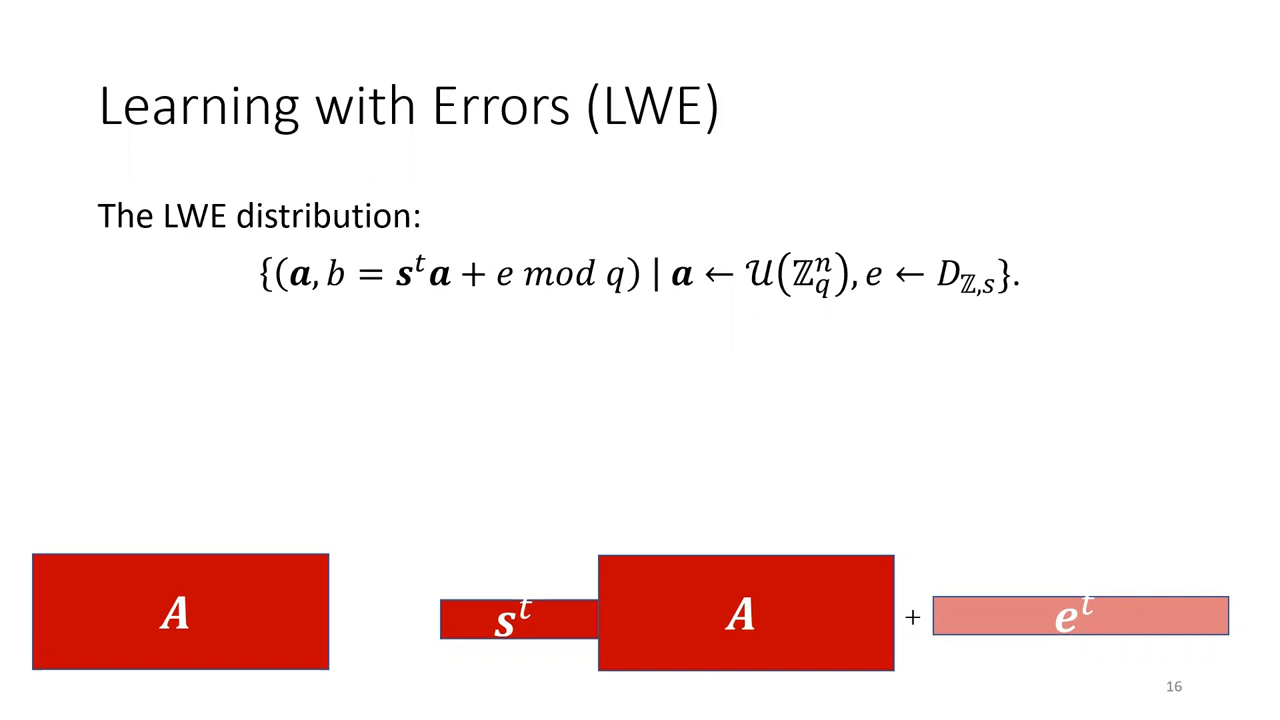 Learning with Errors (LWE)
The LWE distribution:
{(𝒂, b = 𝒔ᵗ𝒂 + e mod q) | 𝒂 ← 𝒰(ℤ_q^n), e ← D_{ℤ,s}}.
A
sᵗ A + eᵗ
16